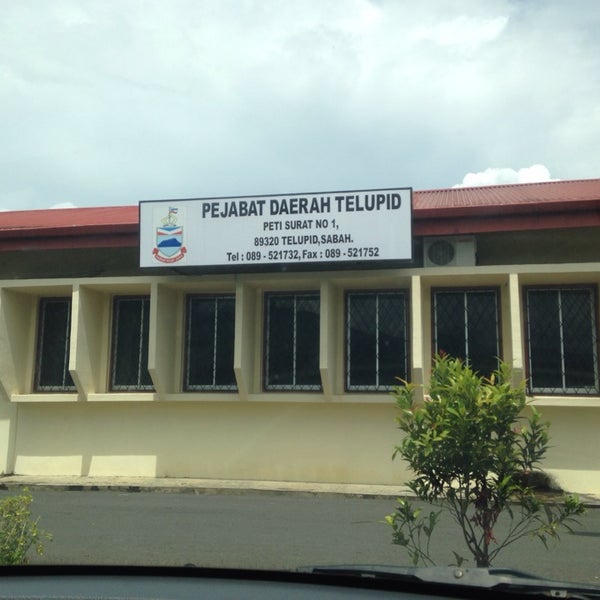 PEJABAT DAERAH TELUPID
PETI SURAT NO 1,
89320 TELUPID,SABAH.
Tel : 089 - 521732, Fax : 089 - 521752